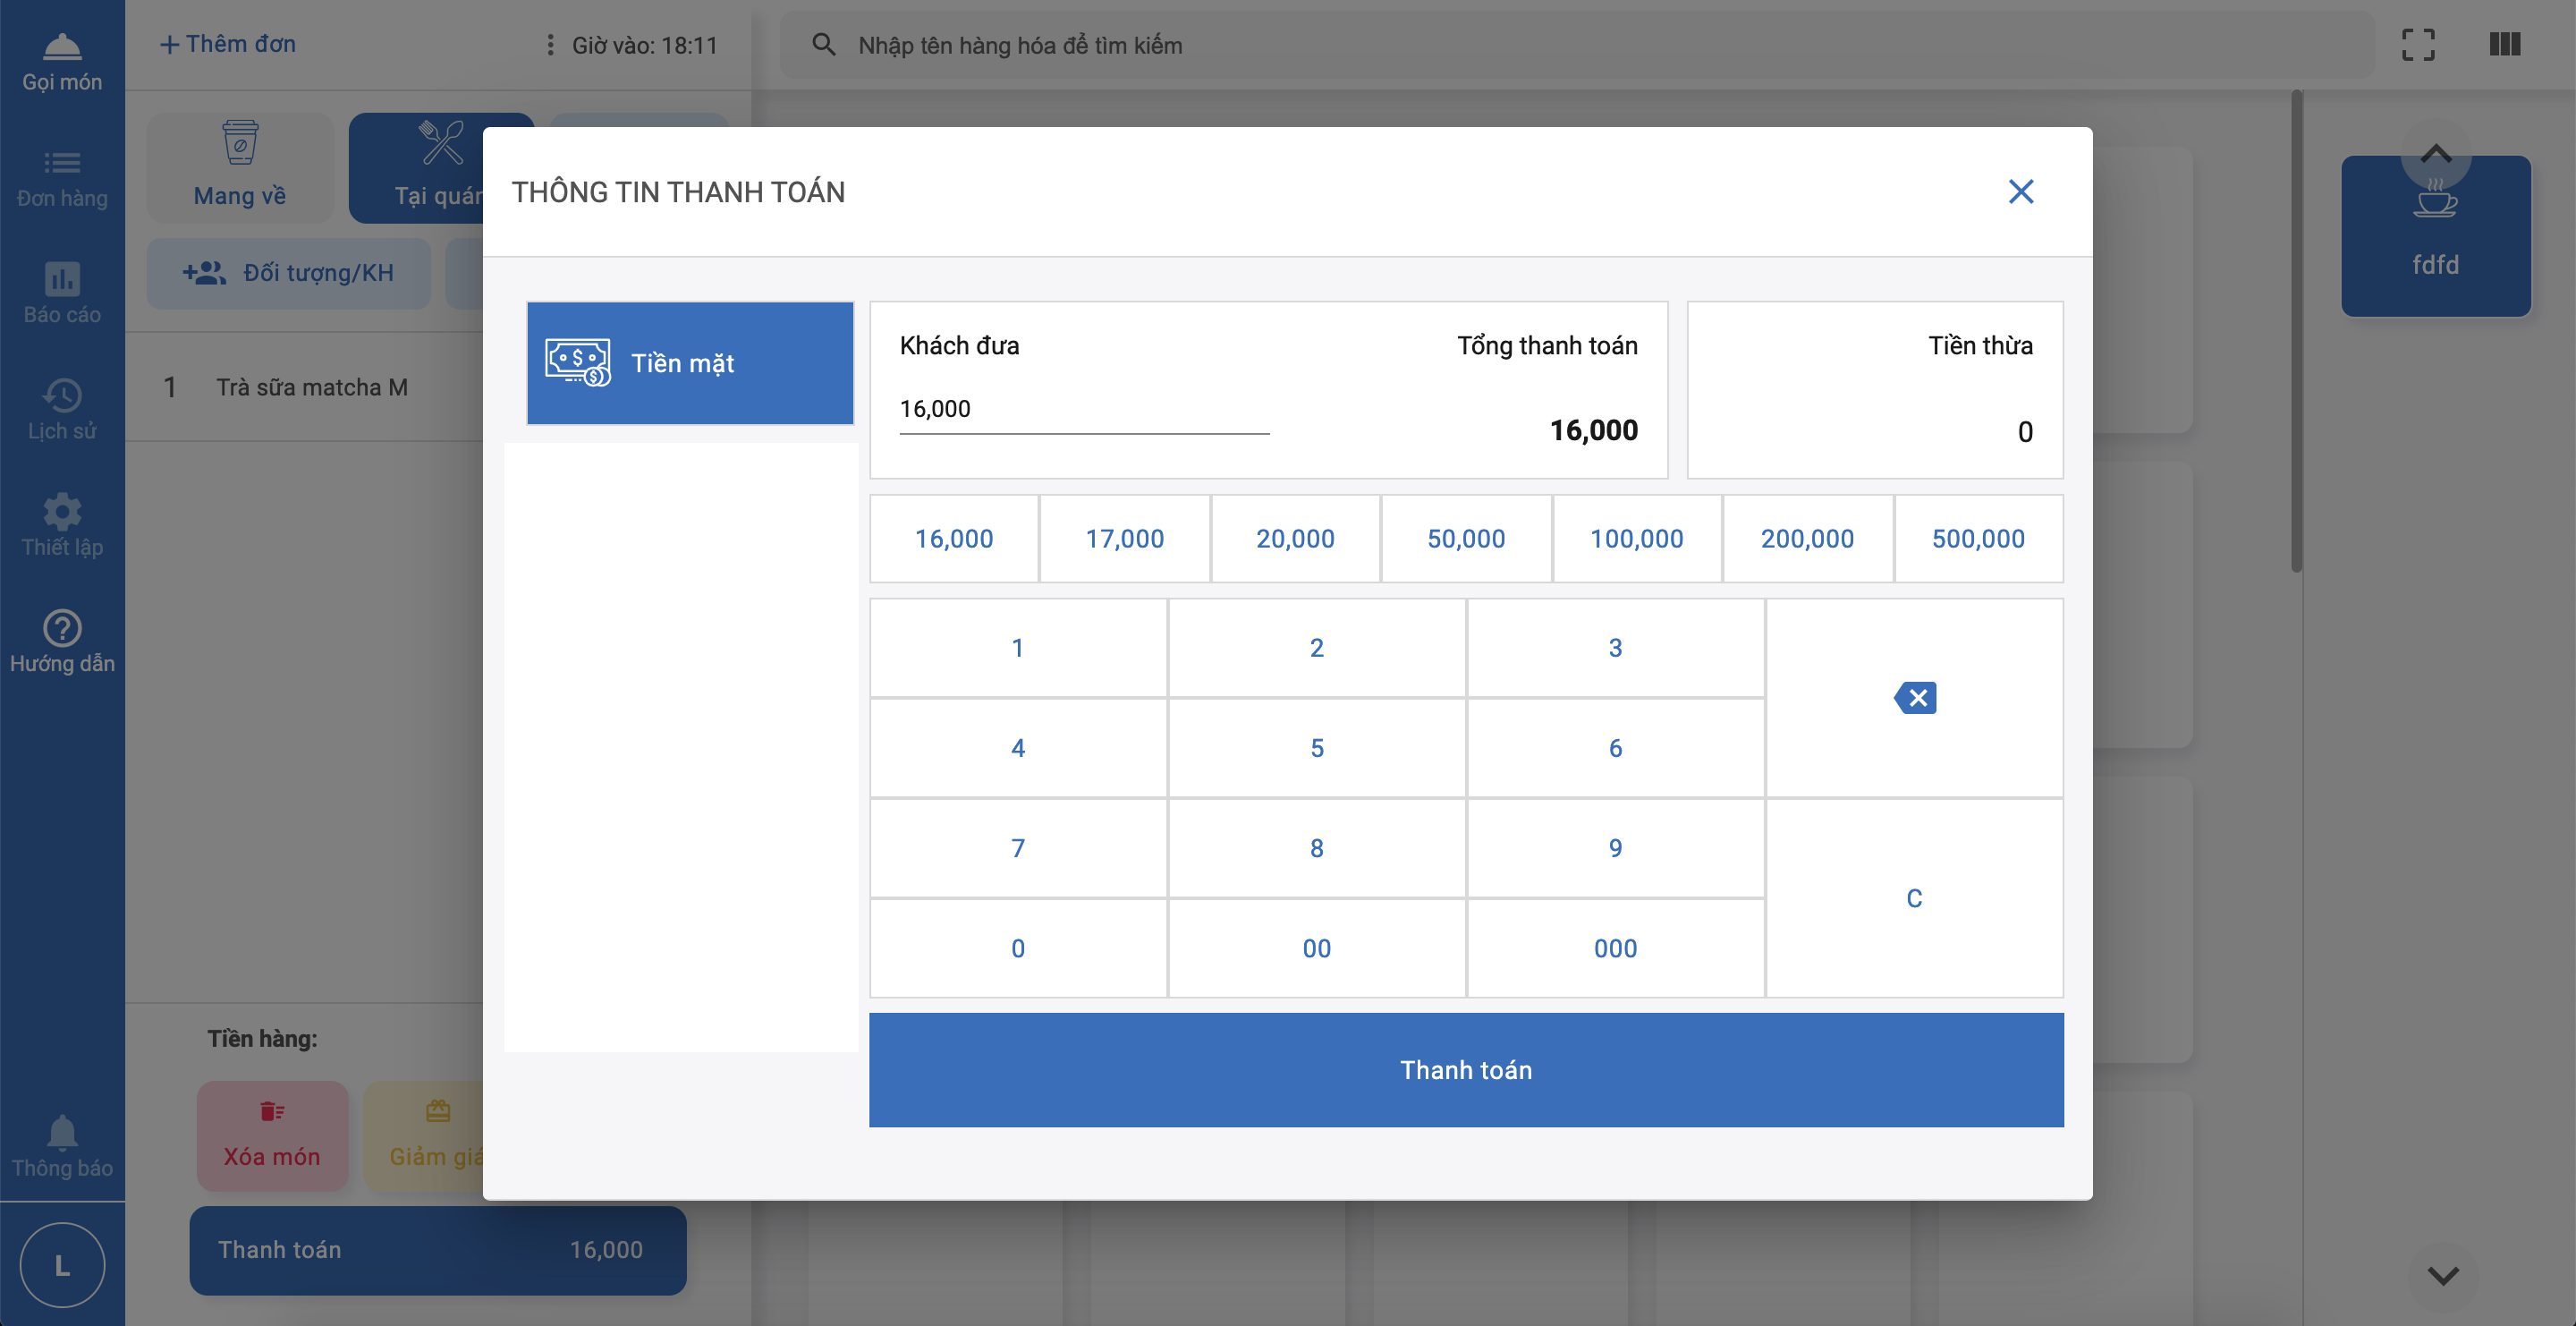 Gọi món
Đơn hàng
Báo cáo
Lịch sử
Thiết lập
Hướng dẫn
Thông báo
L
+ Thêm đơn
Giờ vào: 18:11
Nhập tên hàng hóa để tìm kiếm
Mang về
Tại quán
Đối tượng/KH
1 Trà sữa matcha M
Tiền hàng:
Xóa món
Giảm giá
Thanh toán 16,000
fdfd
THÔNG TIN THANH TOÁN
Tiền mặt
Khách đưa
16,000
Tổng thanh toán
16,000
Tiền thừa
0
16,000 17,000 20,000 50,000 100,000 200,000 500,000
1 2 3
4 5 6
7 8 9
C
0 00 000
Thanh toán